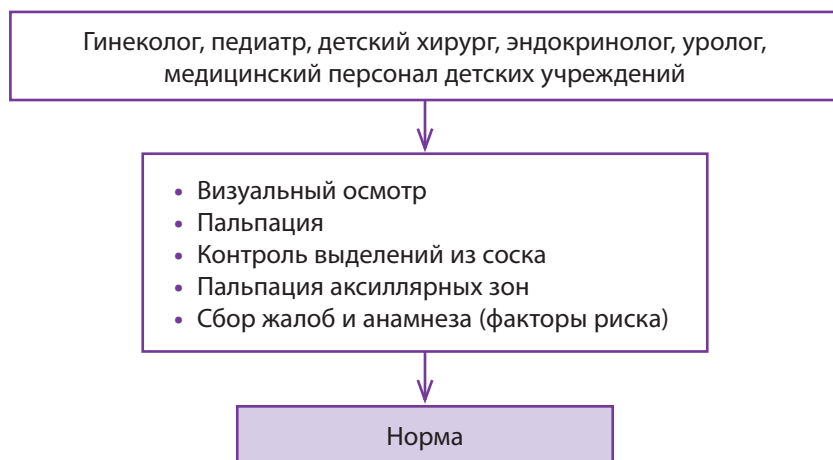 Гинеколог, педиатр, детский хирург, эндокринолог, уролог,
медицинский персонал детских учреждений
• Визуальный осмотр
• Пальпация
• Контроль выделений из соска
• Пальпация аксиллярных зон
• Сбор жалоб и анамнеза (факторы риска)
Норма